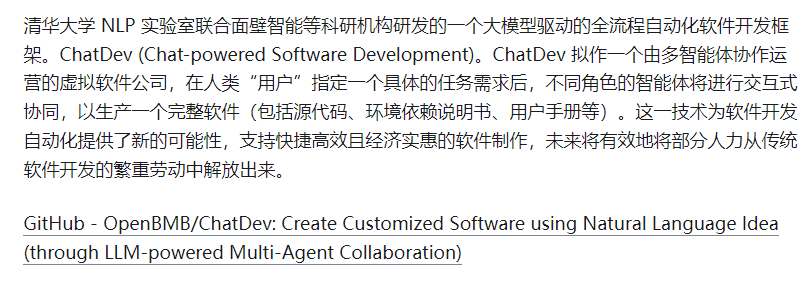 清华大学 NLP 实验室联合面壁智能等科研机构研发的一个大模型驱动的全流程自动化软件开发框
架。ChatDev (Chat-powered Software Development)。ChatDev 拟作一个由多智能体协作运
营的虚拟软件公司，在人类“用户”指定一个具体的任务需求后，不同角色的智能体将进行交互式
协同，以生产一个完整软件（包括源代码、环境依赖说明书、用户手册等）。这一技术为软件开发
自动化提供了新的可能性，支持快捷高效且经济实惠的软件制作，未来将有效地将部分人力从传统
软件开发的繁重劳动中解放出来。
GitHub - OpenBMB/ChatDev: Create Customized Software using Natural Language Idea
(through LLM-powered Multi-Agent Collaboration)